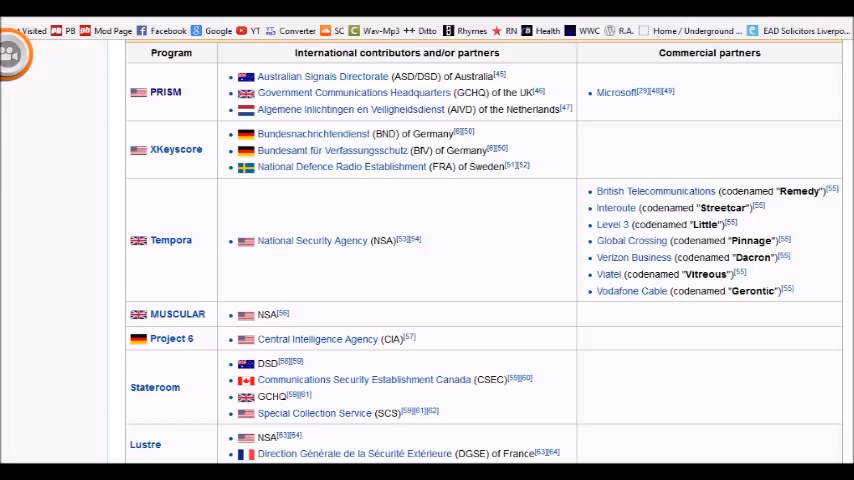 Visited PB Mod Page Facebook Google YT Converter SC Wav-Mp3 Ditto Rhymes RN Health WWC R.A. Home / Underground ... EAD Solicitors Liverpo...
Program International contributors and/or partners Commercial partners
PRISM
Australian Signals Directorate (ASD/DSD) of Australia[45]
Government Communications Headquarters (GCHQ) of the UK[46]
Algemene Inlichtingen en Veiligheidsdienst (AIVD) of the Netherlands[47]
Microsoft[29][48][49]
XKeyscore
Bundesnachrichtendienst (BND) of Germany[6][50]
Bundesamt für Verfassungsschutz (BfV) of Germany[6][50]
National Defence Radio Establishment (FRA) of Sweden[51][52]
Tempora
National Security Agency (NSA)[53][54]
British Telecommunications (codenamed "Remedy")[55]
Interoute (codenamed "Streetcar")[55]
Level 3 (codenamed "Little")[55]
Global Crossing (codenamed "Pinnage")[55]
Verizon Business (codenamed "Dacron")[55]
Viatel (codenamed "Vitreous")[55]
Vodafone Cable (codenamed "Gerontic")[55]
MUSCULAR
NSA[56]
Project 6
Central Intelligence Agency (CIA)[57]
Stateroom
DSD[58][59]
Communications Security Establishment Canada (CSEC)[59][60]
GCHQ[59][61]
Special Collection Service (SCS)[59][61][62]
Lustre
NSA[63][64]
Direction Générale de la Sécurité Extérieure (DGSE) of France[63][64]